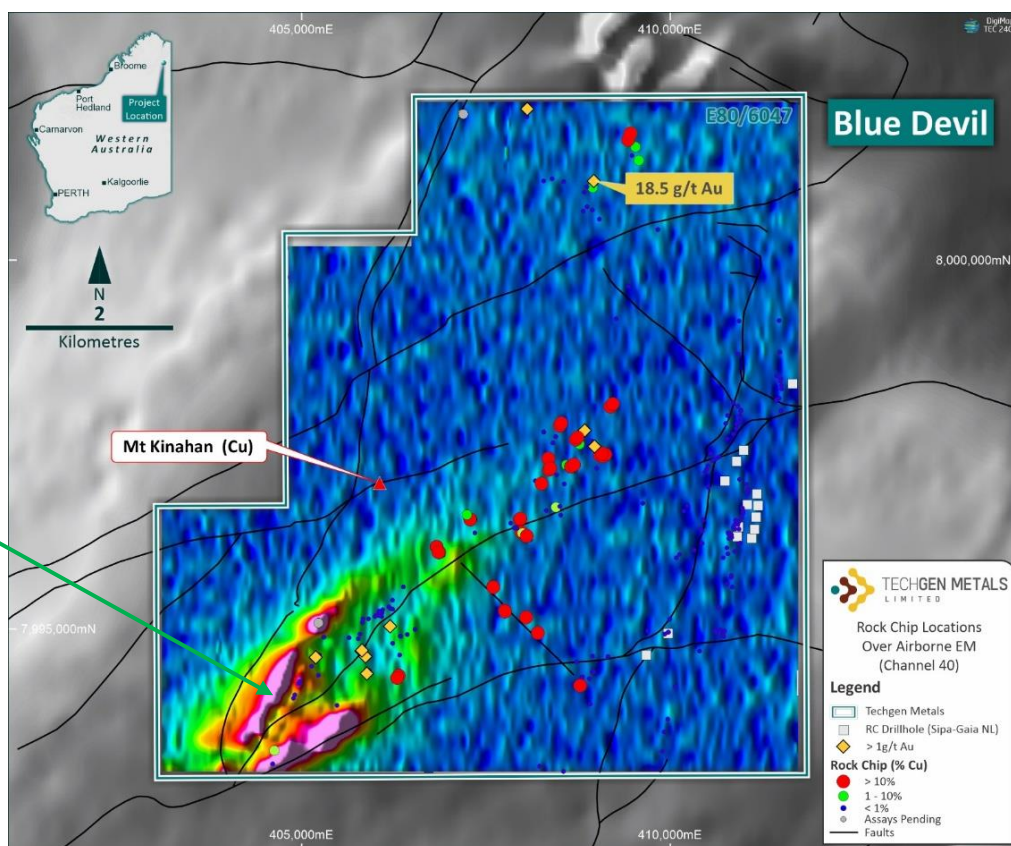 405,000mE
410,000mE
DigiMap
TEC 240
Broome
Port
Hedland
Project
Location
Carnarvon
Western
Australia
PERTH
Kalgoorlie
E80/6047
Blue Devil
18.5 g/t Au
8,000,000mN
N
2
Kilometres
Mt Kinahan (Cu)
7,995,000mN
TECHGEN METALS
LIMITED
Rock Chip Locations
Over Airborne EM
(Channel 40)
Legend
Techgen Metals
RC Drillhole (Sipa-Gaia NL)
> 1g/t Au
Rock Chip (% Cu)
> 10%
1 - 10%
< 1%
Assays Pending
Faults
405,000mE
410,000mE